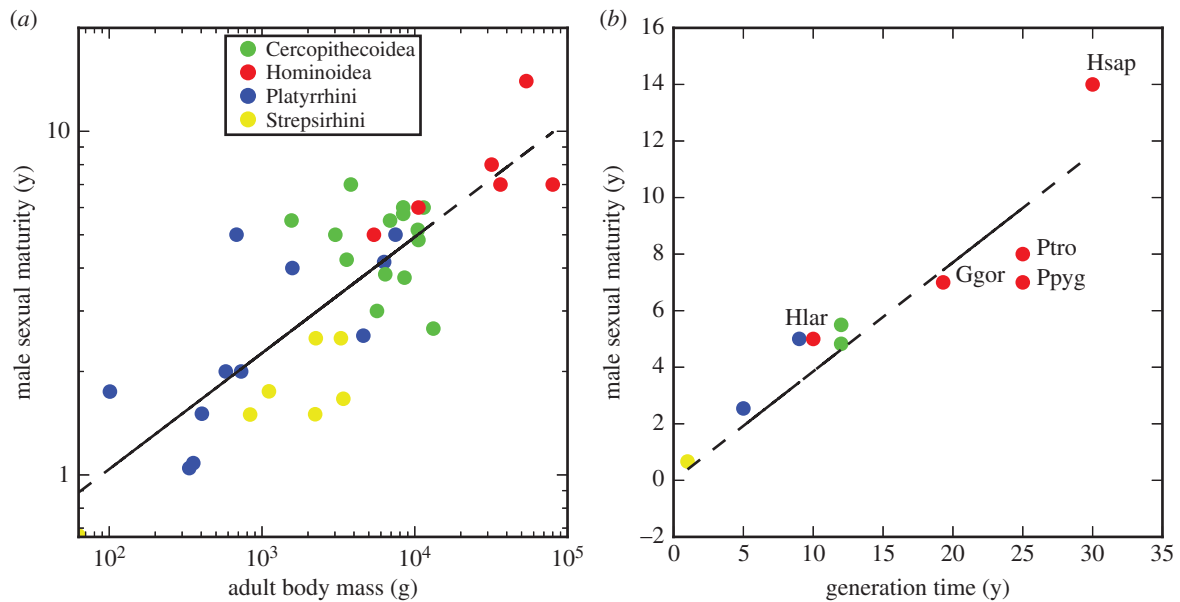 (a)
Cercopithecoidea
Hominoidea
Platyrrhini
Strepsirhini
10
1
male sexual maturity (y)
10² 10³ 10⁴ 10⁵
adult body mass (g)
(b)
16
14
12
10
8
6
4
2
0
−2
male sexual maturity (y)
Hsap
Ptro
Ggor
Ppyg
Hlar
0 5 10 15 20 25 30 35
generation time (y)